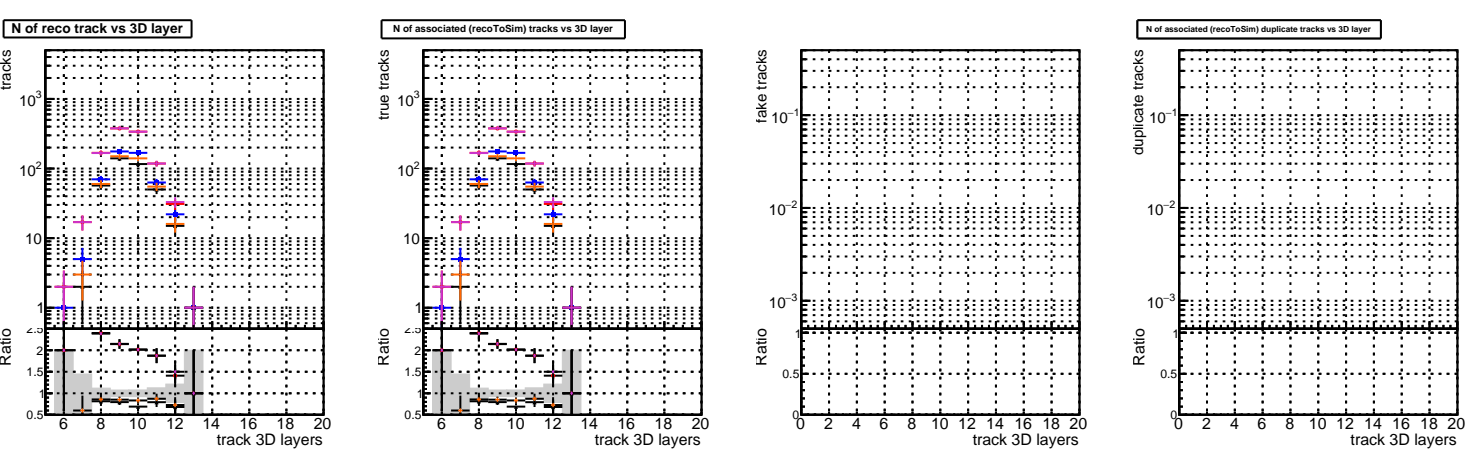 N of reco track vs 3D layer
tracks
10³
10²
10
1
Ratio
2.5
2
1.5
1
0.5
6 8 10 12 14 16 18 20
track 3D layers
N of associated (recoToSim) tracks vs 3D layer
true tracks
10³
10²
10
1
Ratio
2.5
2
1.5
1
0.5
6 8 10 12 14 16 18 20
track 3D layers
fake tracks
10⁻¹
10⁻²
10⁻³
Ratio
1
0.5
0
0 2 4 6 8 10 12 14 16 18 20
track 3D layers
N of associated (recoToSim) duplicate tracks vs 3D layer
duplicate tracks
10⁻¹
10⁻²
10⁻³
Ratio
1
0.5
0
0 2 4 6 8 10 12 14 16 18 20
track 3D layers